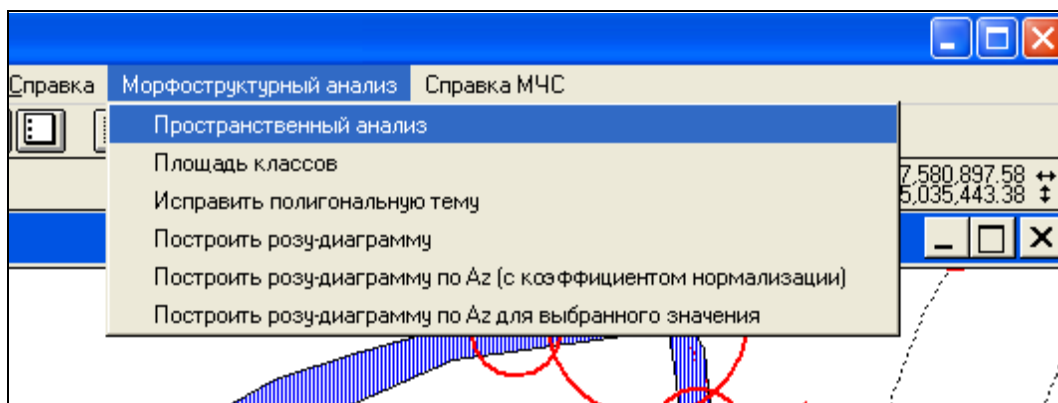 Справка Морфоструктурный анализ Справка МЧС
Пространственный анализ
Площадь классов
7,580,897.58
Исправить полигональную тему
5,035,443.38
Построить розу-диаграмму
Построить розу-диаграмму по Az (с коэффициентом нормализации)
Построить розу-диаграмму по Az для выбранного значения